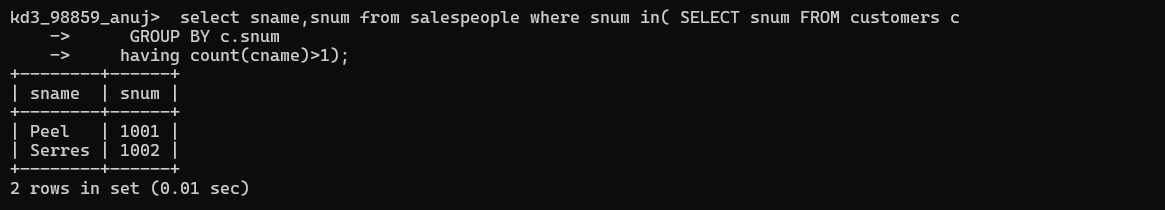 kd3_98859_anuj>  select sname,snum from salespeople where snum in( SELECT snum FROM customers c
    ->      GROUP BY c.snum
    ->     having count(cname)>1);
+--------+------+
| sname  | snum |
+--------+------+
| Peel   | 1001 |
| Serres | 1002 |
+--------+------+
2 rows in set (0.01 sec)